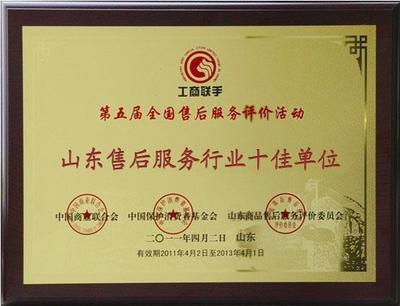 工商联手
第五届全国售后服务评价活动
山东售后服务行业十佳单位
中国商业联合会 中国保护消费者基金会 山东商品售后服务评价委员会
二〇一一年四月二日 山东
有效期2011年4月2日至2013年4月1日